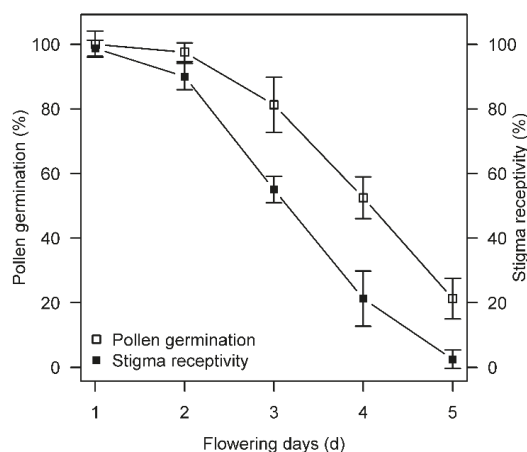 100
80
60
40
20
0
Pollen germination (%)
100
80
60
40
20
0
Stigma receptivity (%)
Pollen germination
Stigma receptivity
1 2 3 4 5
Flowering days (d)